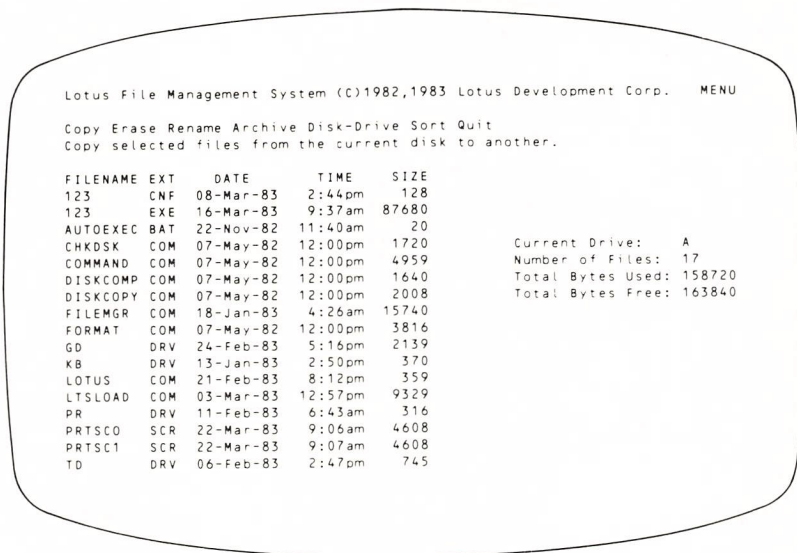 Lotus File Management System (C)1982,1983 Lotus Development Corp. MENU
Copy Erase Rename Archive Disk-Drive Sort Quit
Copy selected files from the current disk to another.
FILENAME EXT DATE TIME SIZE
123 CNF 08-Mar-83 2:44pm 128
123 EXE 16-Mar-83 9:37am 87680
AUTOEXEC BAT 22-Nov-82 11:40am 20
CHKDSK COM 07-May-82 12:00pm 1720 Current Drive: A
COMMAND COM 07-May-82 12:00pm 4959 Number of Files: 17
DISKCOMP COM 07-May-82 12:00pm 1640 Total Bytes Used: 158720
DISKCOPY COM 07-May-82 12:00pm 2008 Total Bytes Free: 163840
FILEMGR COM 18-Jan-83 4:26am 15740
FORMAT COM 07-May-82 12:00pm 3816
GD DRV 24-Feb-83 5:16pm 2139
KB DRV 13-Jan-83 2:50pm 370
LOTUS COM 21-Feb-83 8:12pm 359
LTSLOAD COM 03-Mar-83 12:57pm 9329
PR DRV 11-Feb-83 6:43am 316
PRTSC0 SCR 22-Mar-83 9:06am 4608
PRTSC1 SCR 22-Mar-83 9:07am 4608
TD DRV 06-Feb-83 2:47pm 745